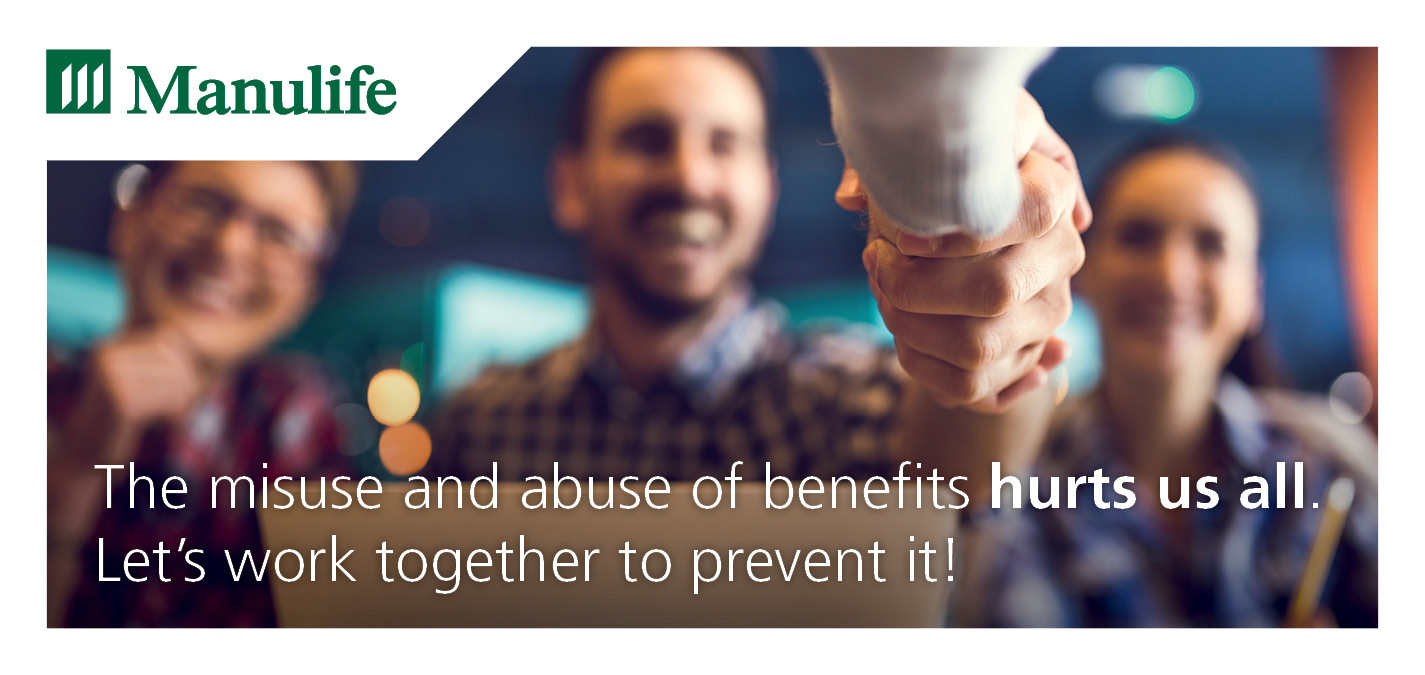 Manulife
The misuse and abuse of benefits hurts us all.
Let's work together to prevent it!